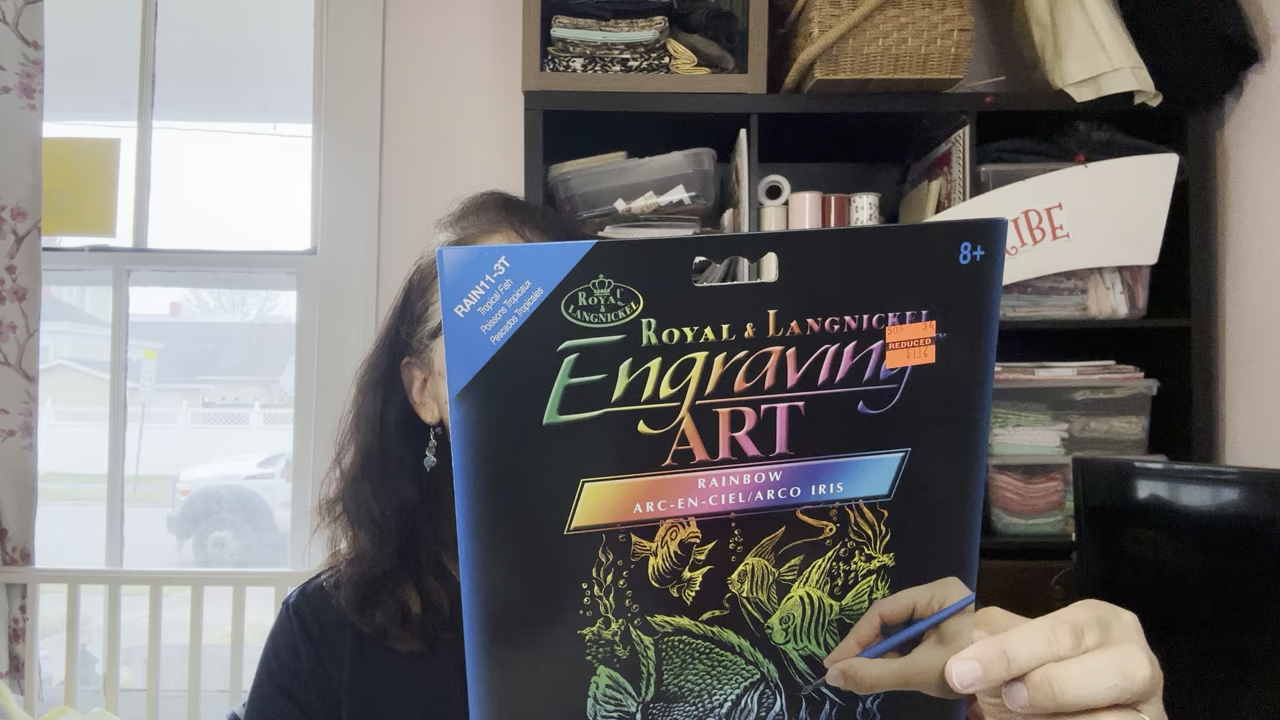 RAIN11-3T
Tropical Fish
Poissons Tropicaux
Pescados Tropicales
ROYAL
&
LANGNICKEL
8+
ROYAL & LANGNICKEL
Engraving
ART
REDUCED
RAINBOW
ARC-EN-CIEL/ARCO IRIS
IBE